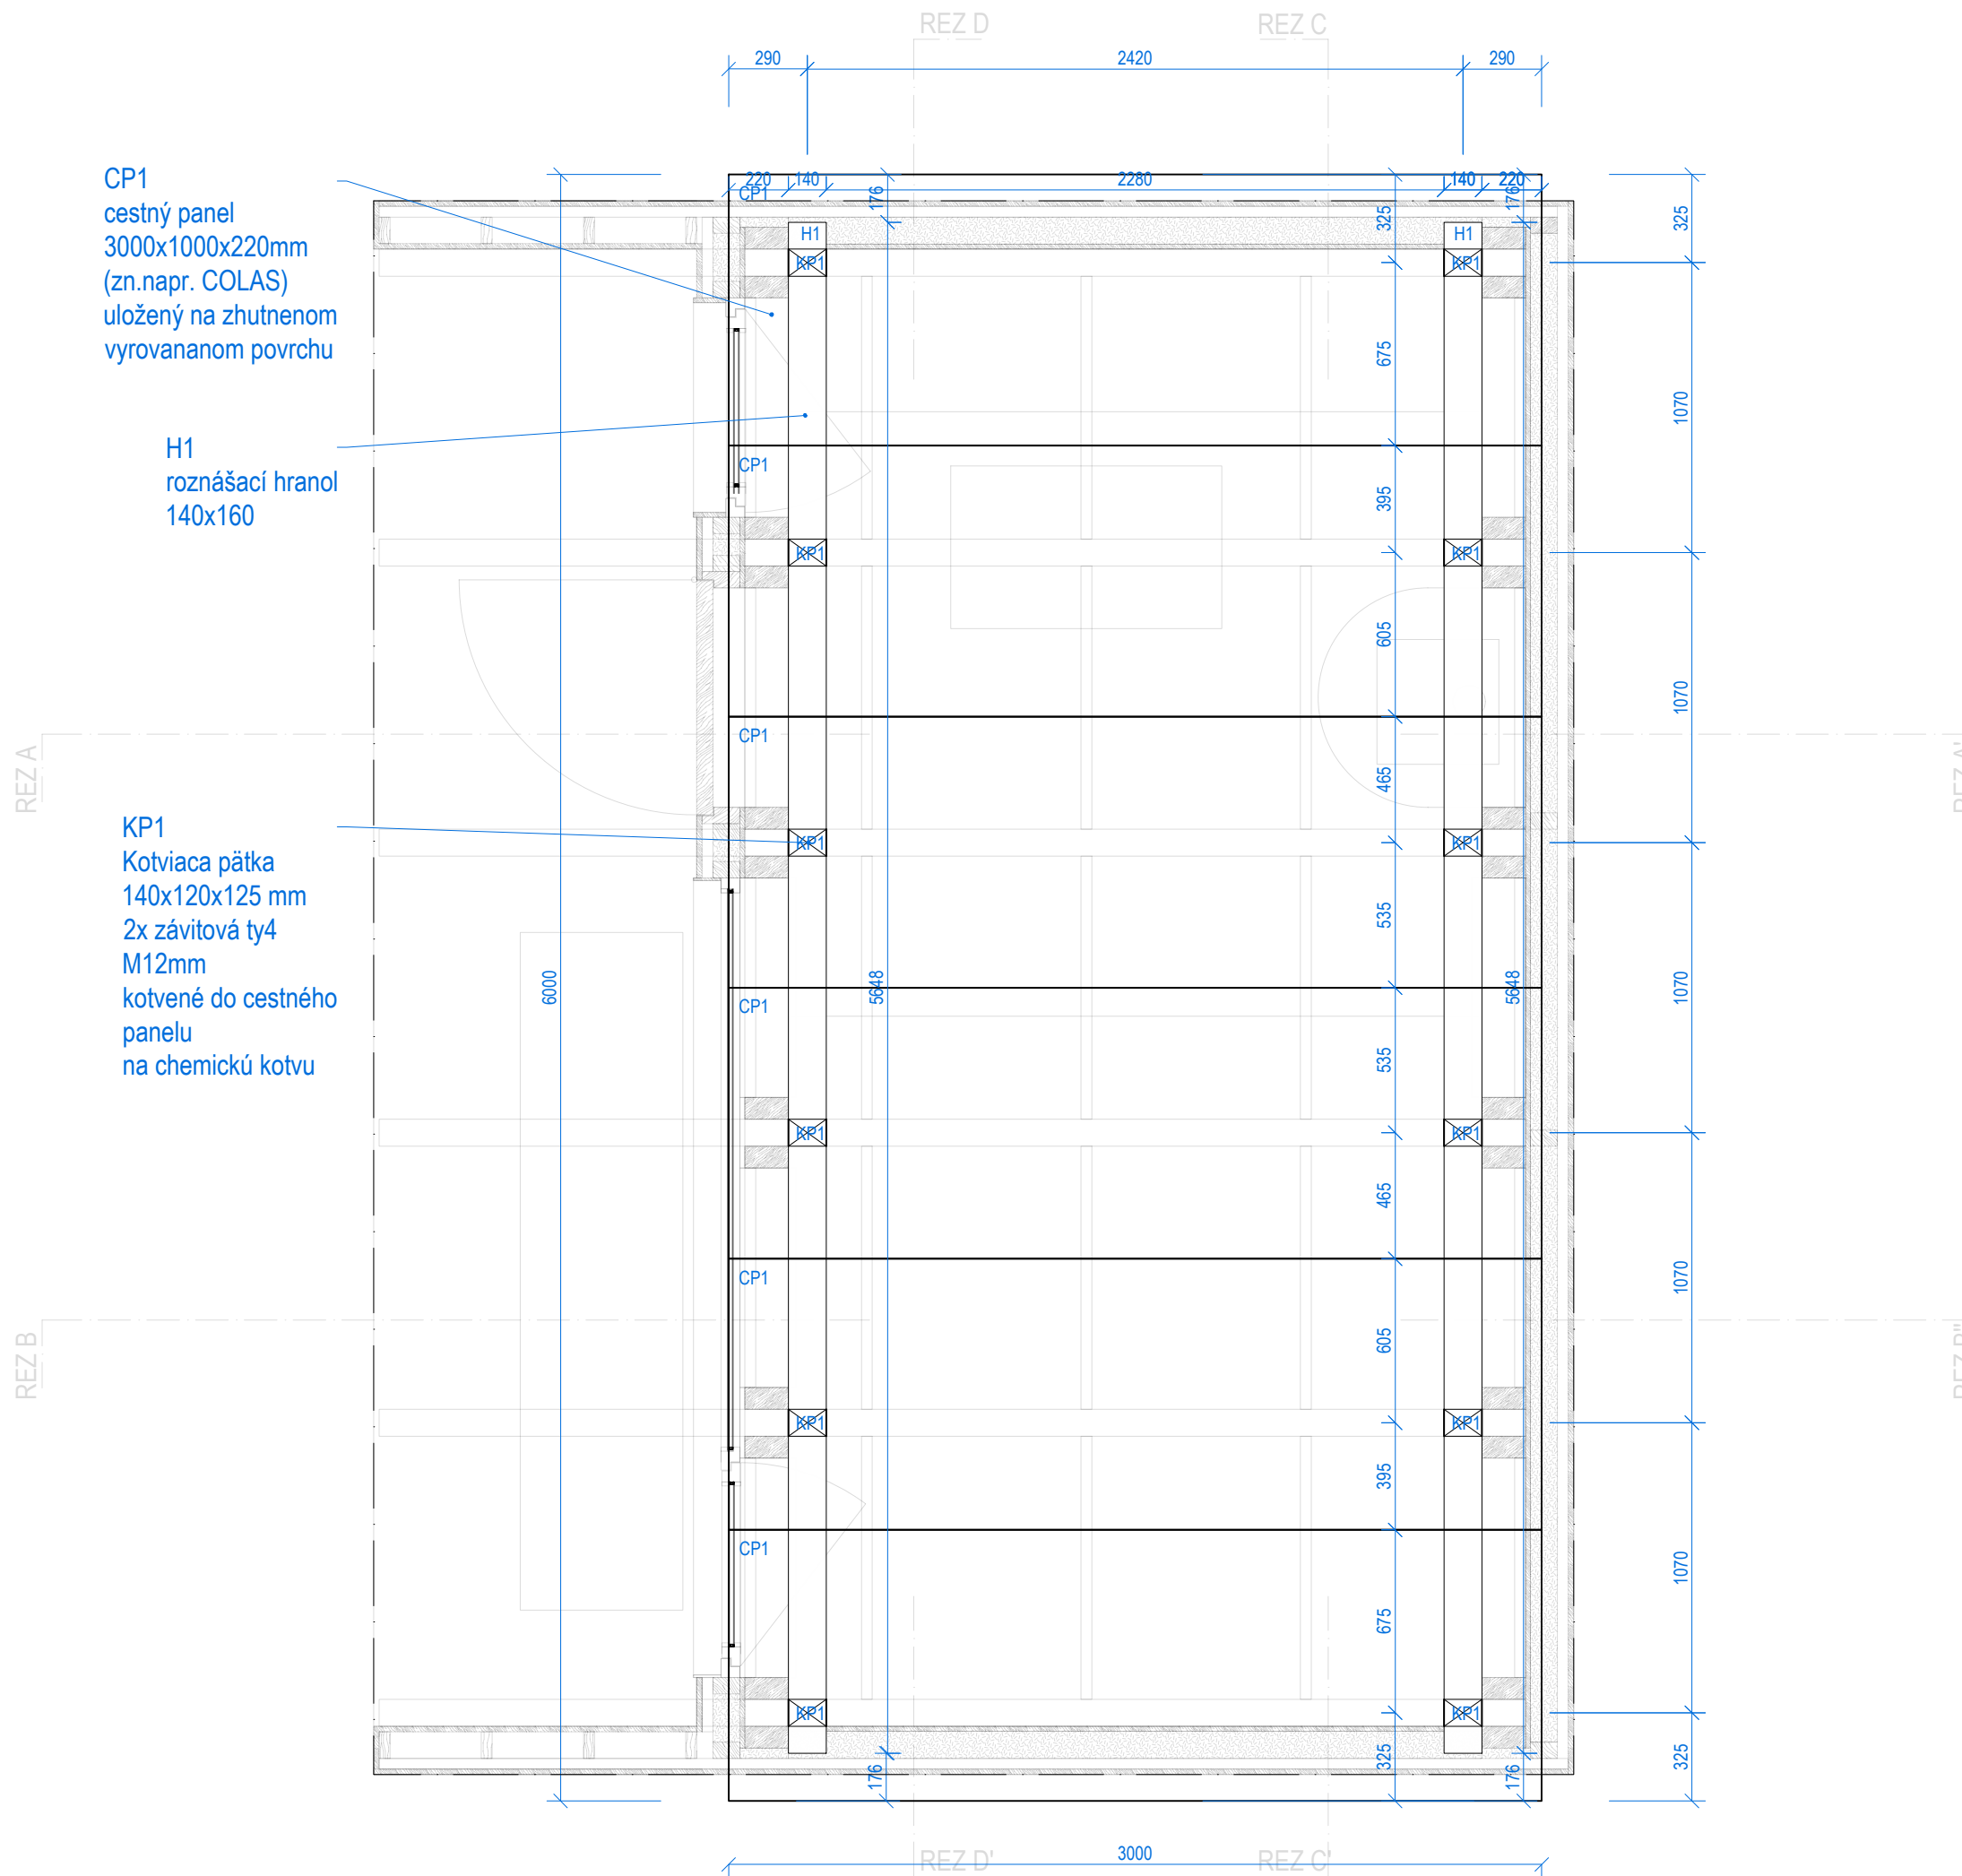 REZ D
REZ C
290
2420
290
CP1
cestný panel
3000x1000x220mm
(zn.napr. COLAS)
uložený na zhutnenom
vyrovnananom povrchu
H1
roznášací hranol
140x160
KP1
Kotviaca pätka
140x120x125 mm
2x závitová ty4
M12mm
kotvené do cestného
panelu
na chemickú kotvu
220
140
2280
140
220
CP1
176
325
176
325
H1
H1
KP1
KP1
675
1070
CP1
395
KP1
KP1
605
1070
CP1
REZ A
REZ A'
465
KP1
KP1
535
1070
6000
5648
5648
CP1
535
KP1
KP1
465
1070
CP1
REZ B
REZ B"
605
KP1
KP1
395
1070
CP1
675
KP1
KP1
176
325
176
325
3000
REZ D'
REZ C'